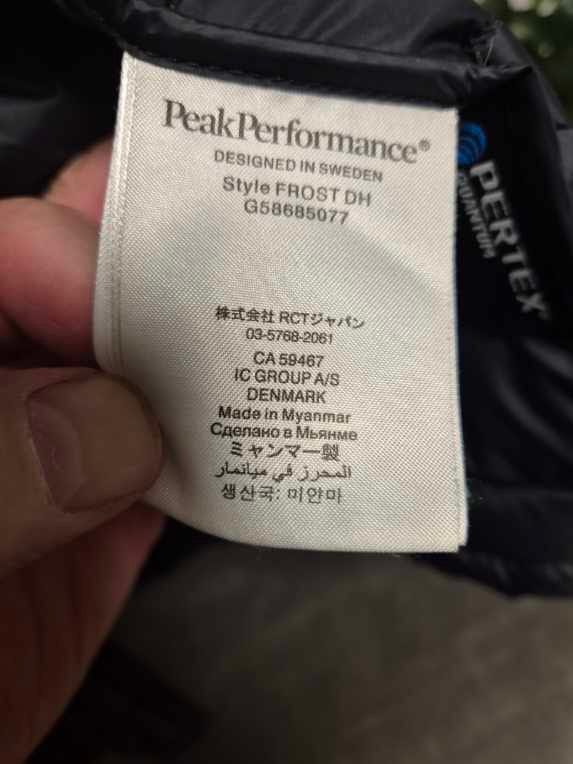 PeakPerformance®
DESIGNED IN SWEDEN
Style FROST DH
G58685077
株式会社 RCTジャパン
03-5768-2061
CA 59467
IC GROUP A/S
DENMARK
Made in Myanmar
Сделано в Мьянме
ミャンマー製
المحرز في ميانمار
생산국: 미얀마
PERTEX®
QUANTUM